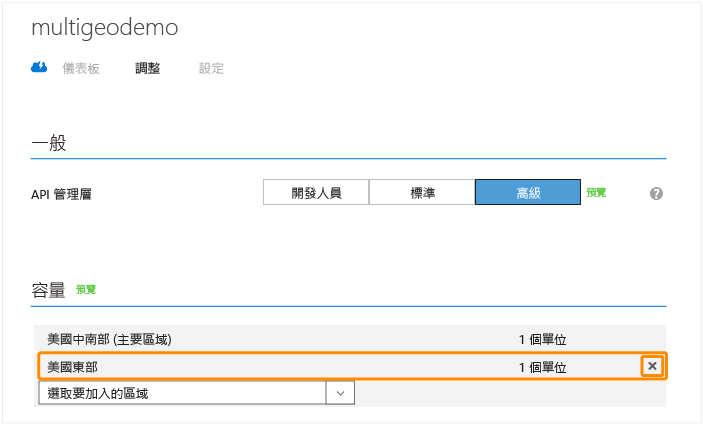 multigeodemo
儀表板 調整 設定
一般
API 管理層 開發人員 標準 高級 預覽 ?
容量 預覽
美國中南部 (主要區域) 1 個單位
美國東部 1 個單位
選取要加入的區域